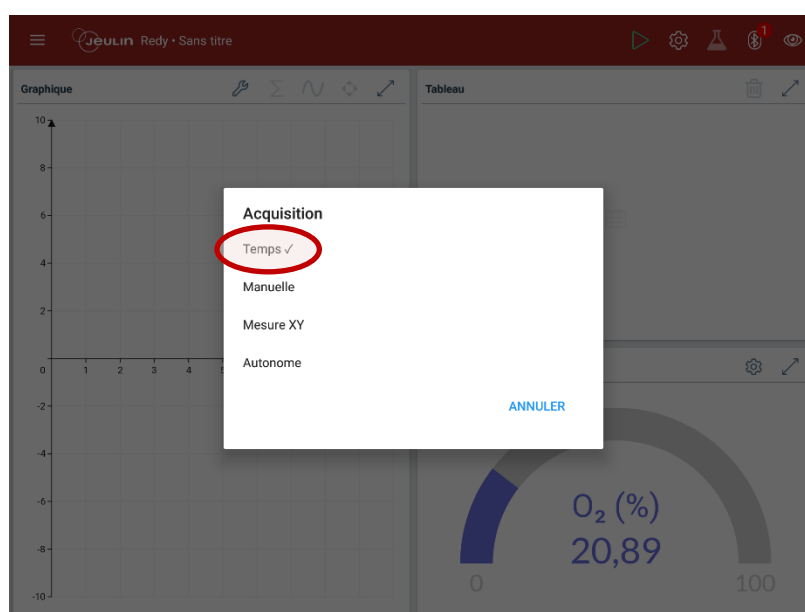 Jeulin Redy • Sans titre
1
Graphique
Tableau
10
8
6
4
2
0 1 2 3 4
-2
-4
-6
-8
-10
Acquisition
Temps ✓
Manuelle
Mesure XY
Autonome
ANNULER
O₂ (%)
20,89
0
100